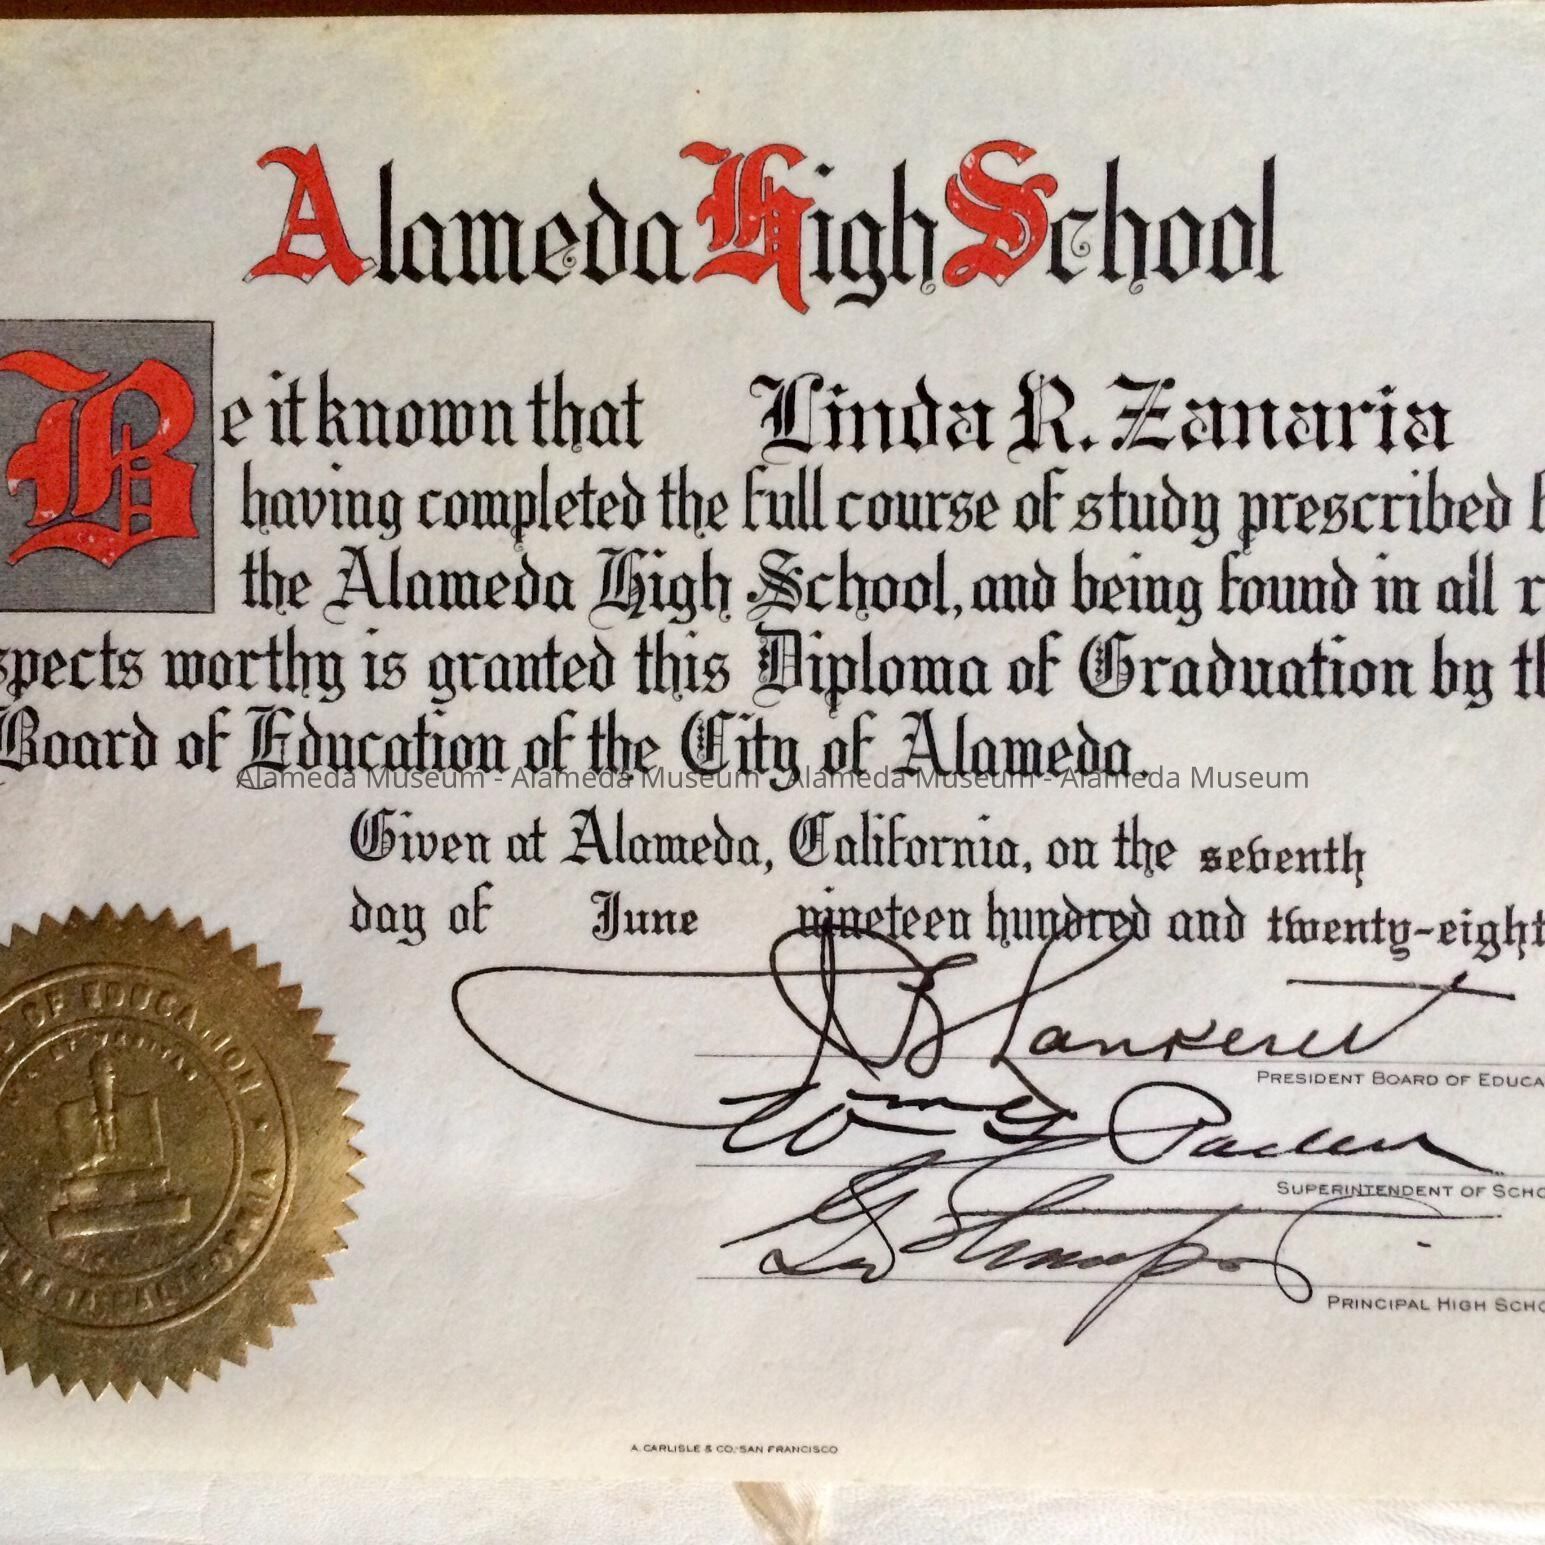 Alameda High School
Be it known that Linda R. Zanaria
having completed the full course of study prescribed
the Alameda High School, and being found in all r
spects worthy is granted this Diploma of Graduation by th
Board of Education of the City of Alameda.
Alameda Museum - Alameda Museum - Alameda Museum - Alameda Museum
Given at Alameda, California, on the seventh
day of June nineteen hundred and twenty-eight
OF EDUCATION
PRESIDENT BOARD OF EDUCA
Wm G Paden
SUPERINTENDENT OF SCHO
PRINCIPAL HIGH SCHO
A. CARLISLE & CO. SAN FRANCISCO